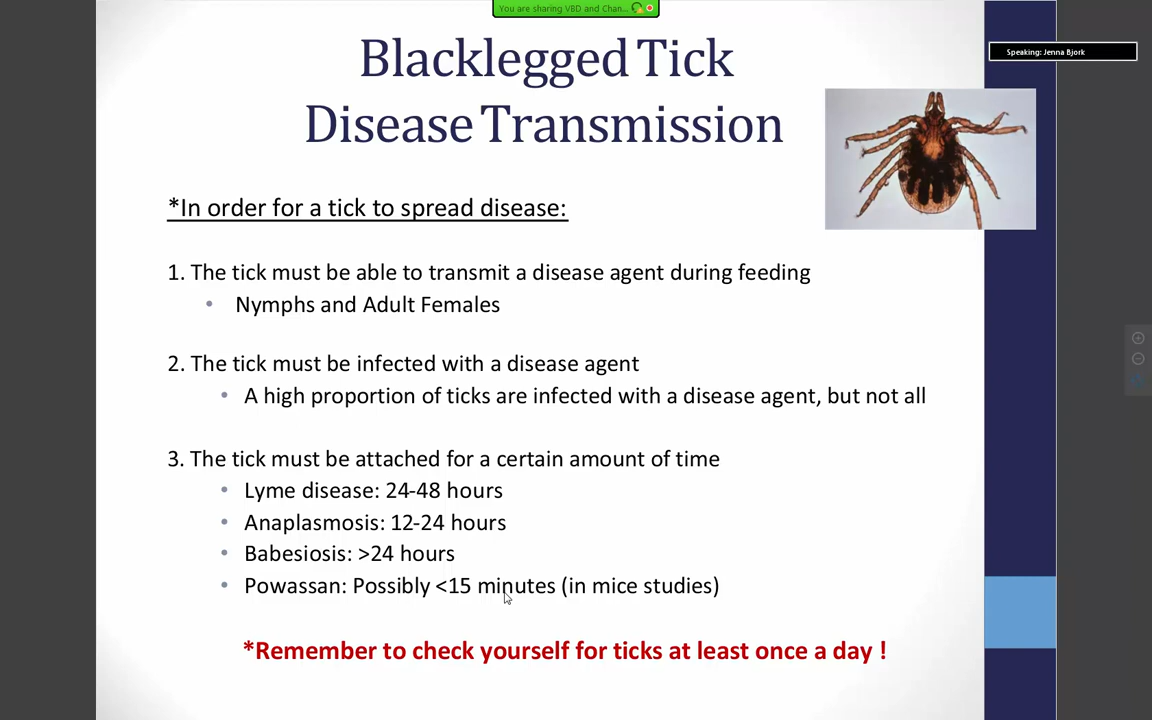 You are sharing VBD and Chan...
Speaking: Jenna Bjork
Blacklegged Tick
Disease Transmission
*In order for a tick to spread disease:
1. The tick must be able to transmit a disease agent during feeding
• Nymphs and Adult Females
2. The tick must be infected with a disease agent
• A high proportion of ticks are infected with a disease agent, but not all
3. The tick must be attached for a certain amount of time
• Lyme disease: 24-48 hours
• Anaplasmosis: 12-24 hours
• Babesiosis: >24 hours
• Powassan: Possibly <15 minutes (in mice studies)
*Remember to check yourself for ticks at least once a day !